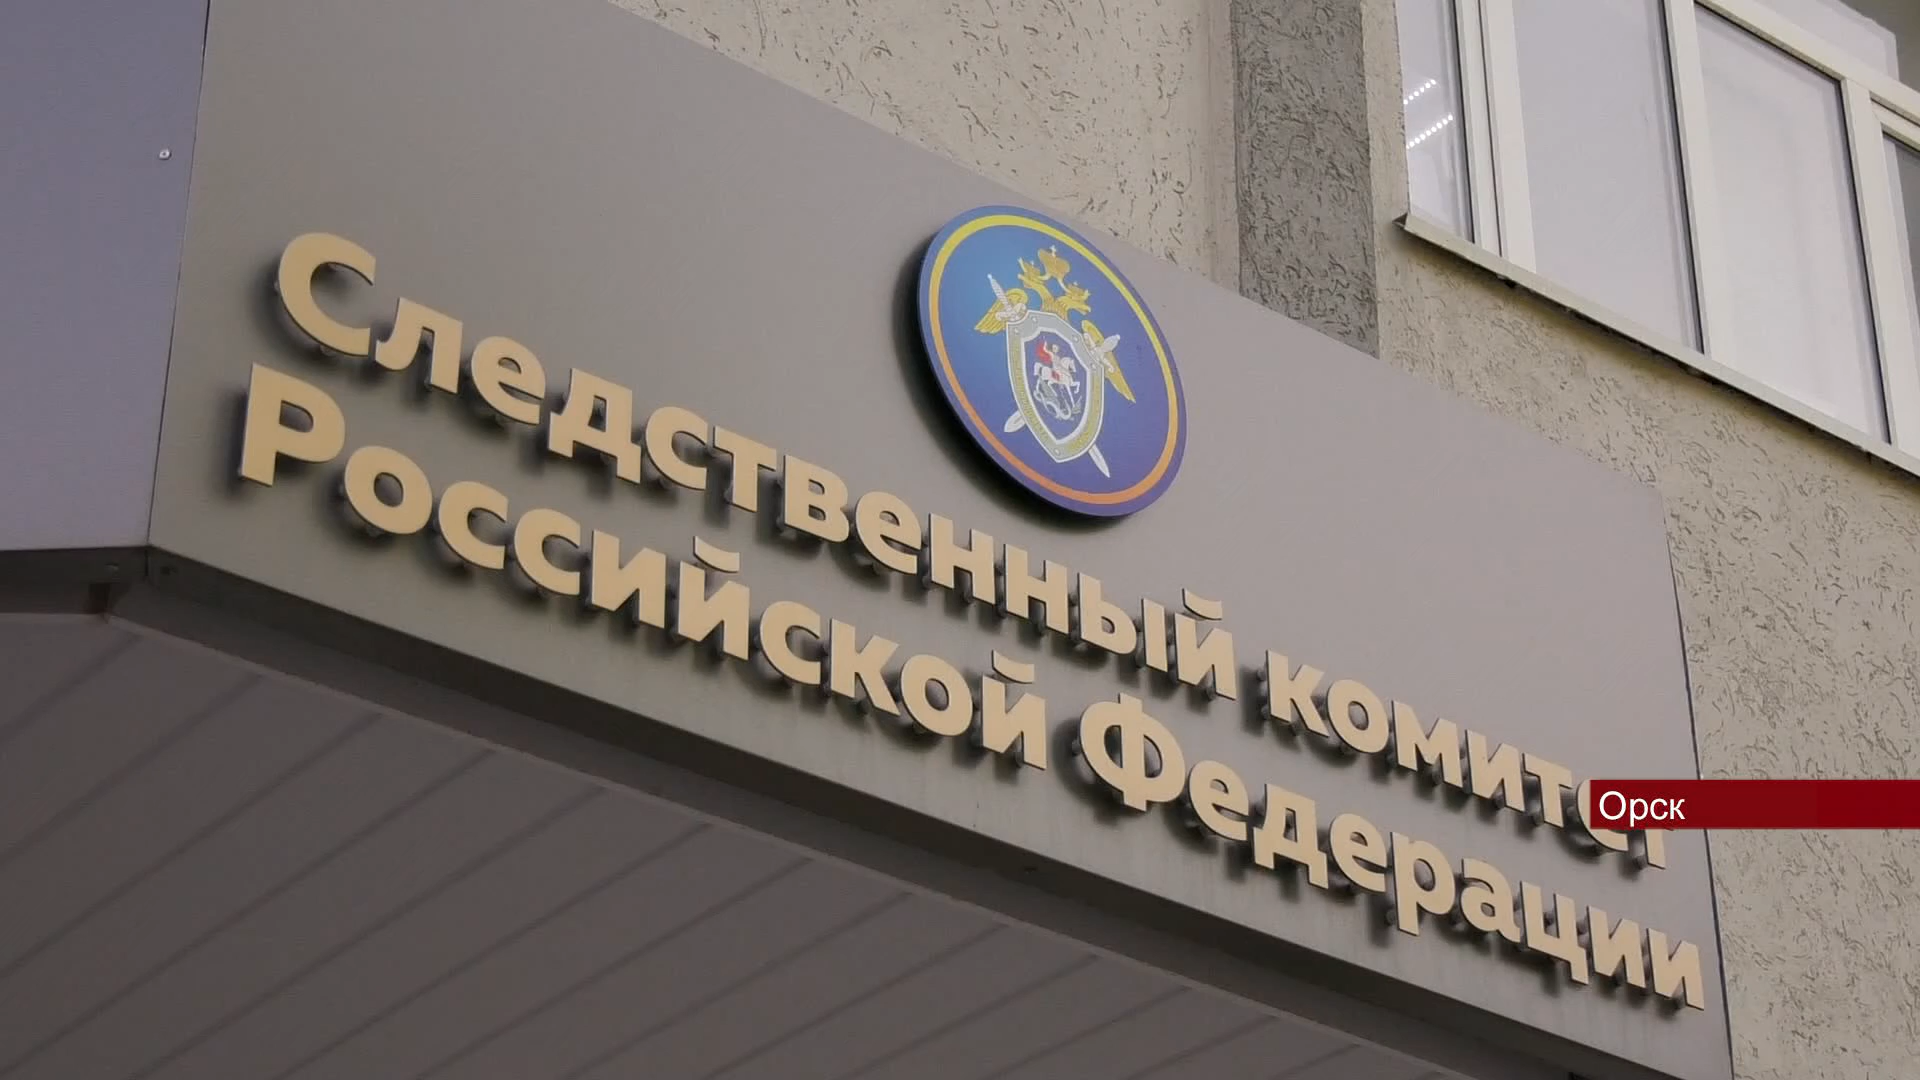 Следственный комитет
Российской Федерации
Орск